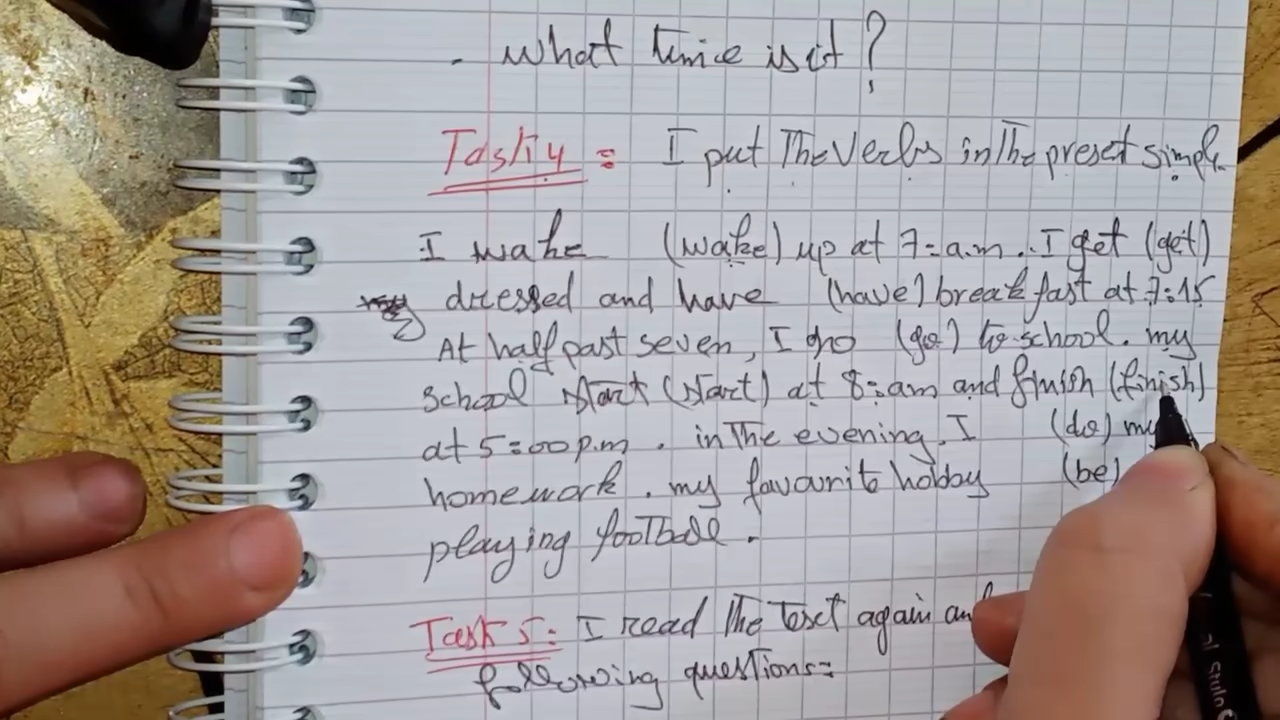 . What time is it ?
Task 4 = I put The verbs in The preset simple
I wake (wake) up at 7= a.m. . I get (get)
dressed and have (have) breakfast at 7:15
At half past seven, I go (go) to school. my
school start (start) at 8= am and finish (finish)
at 5=00 p.m . in The evening, I (do) my
homework . my favourite hobby (be)
playing football .
Task 5= I read The text again and
following questions=